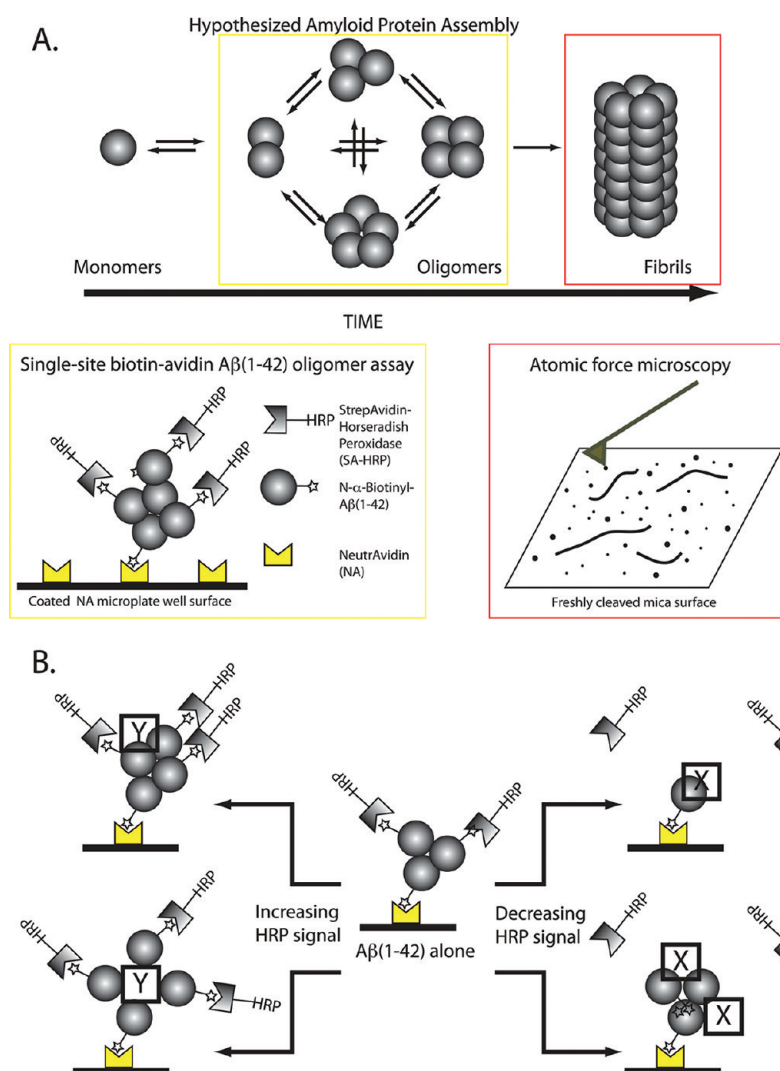 A.
Hypothesized Amyloid Protein Assembly
Monomers
Oligomers
Fibrils
TIME
Single-site biotin-avidin Aβ(1-42) oligomer assay
HRP
HRP
HRP
HRP
StrepAvidin-
Horseradish
Peroxidase
(SA-HRP)
N-α-Biotinyl-
Aβ(1-42)
NeutrAvidin
(NA)
Coated NA microplate well surface
Atomic force microscopy
Freshly cleaved mica surface
B.
HRP
HRP
HRP
Y
HRP
HRP
Aβ(1-42) alone
Increasing
HRP signal
Decreasing
HRP signal
HRP
HRP
X
HRP
HRP
HRP
Y
HRP
HRP
X
X